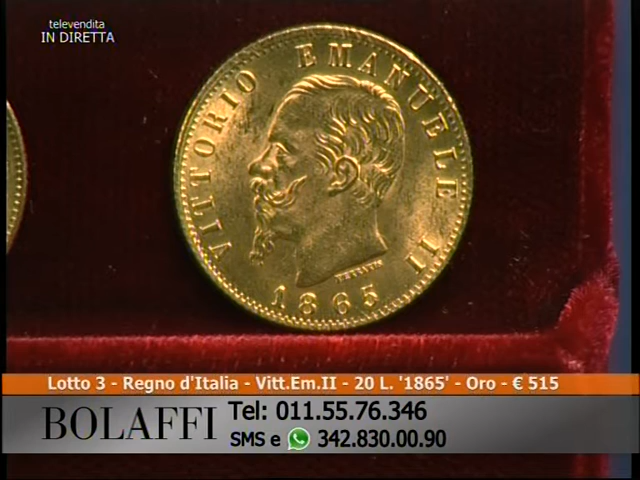 televendita
IN DIRETTA
VITTORIO EMANUELE II
1865
Lotto 3 - Regno d'Italia - Vitt.Em.II - 20 L. '1865' - Oro - € 515
BOLAFFI
Tel: 011.55.76.346
SMS e 342.830.00.90